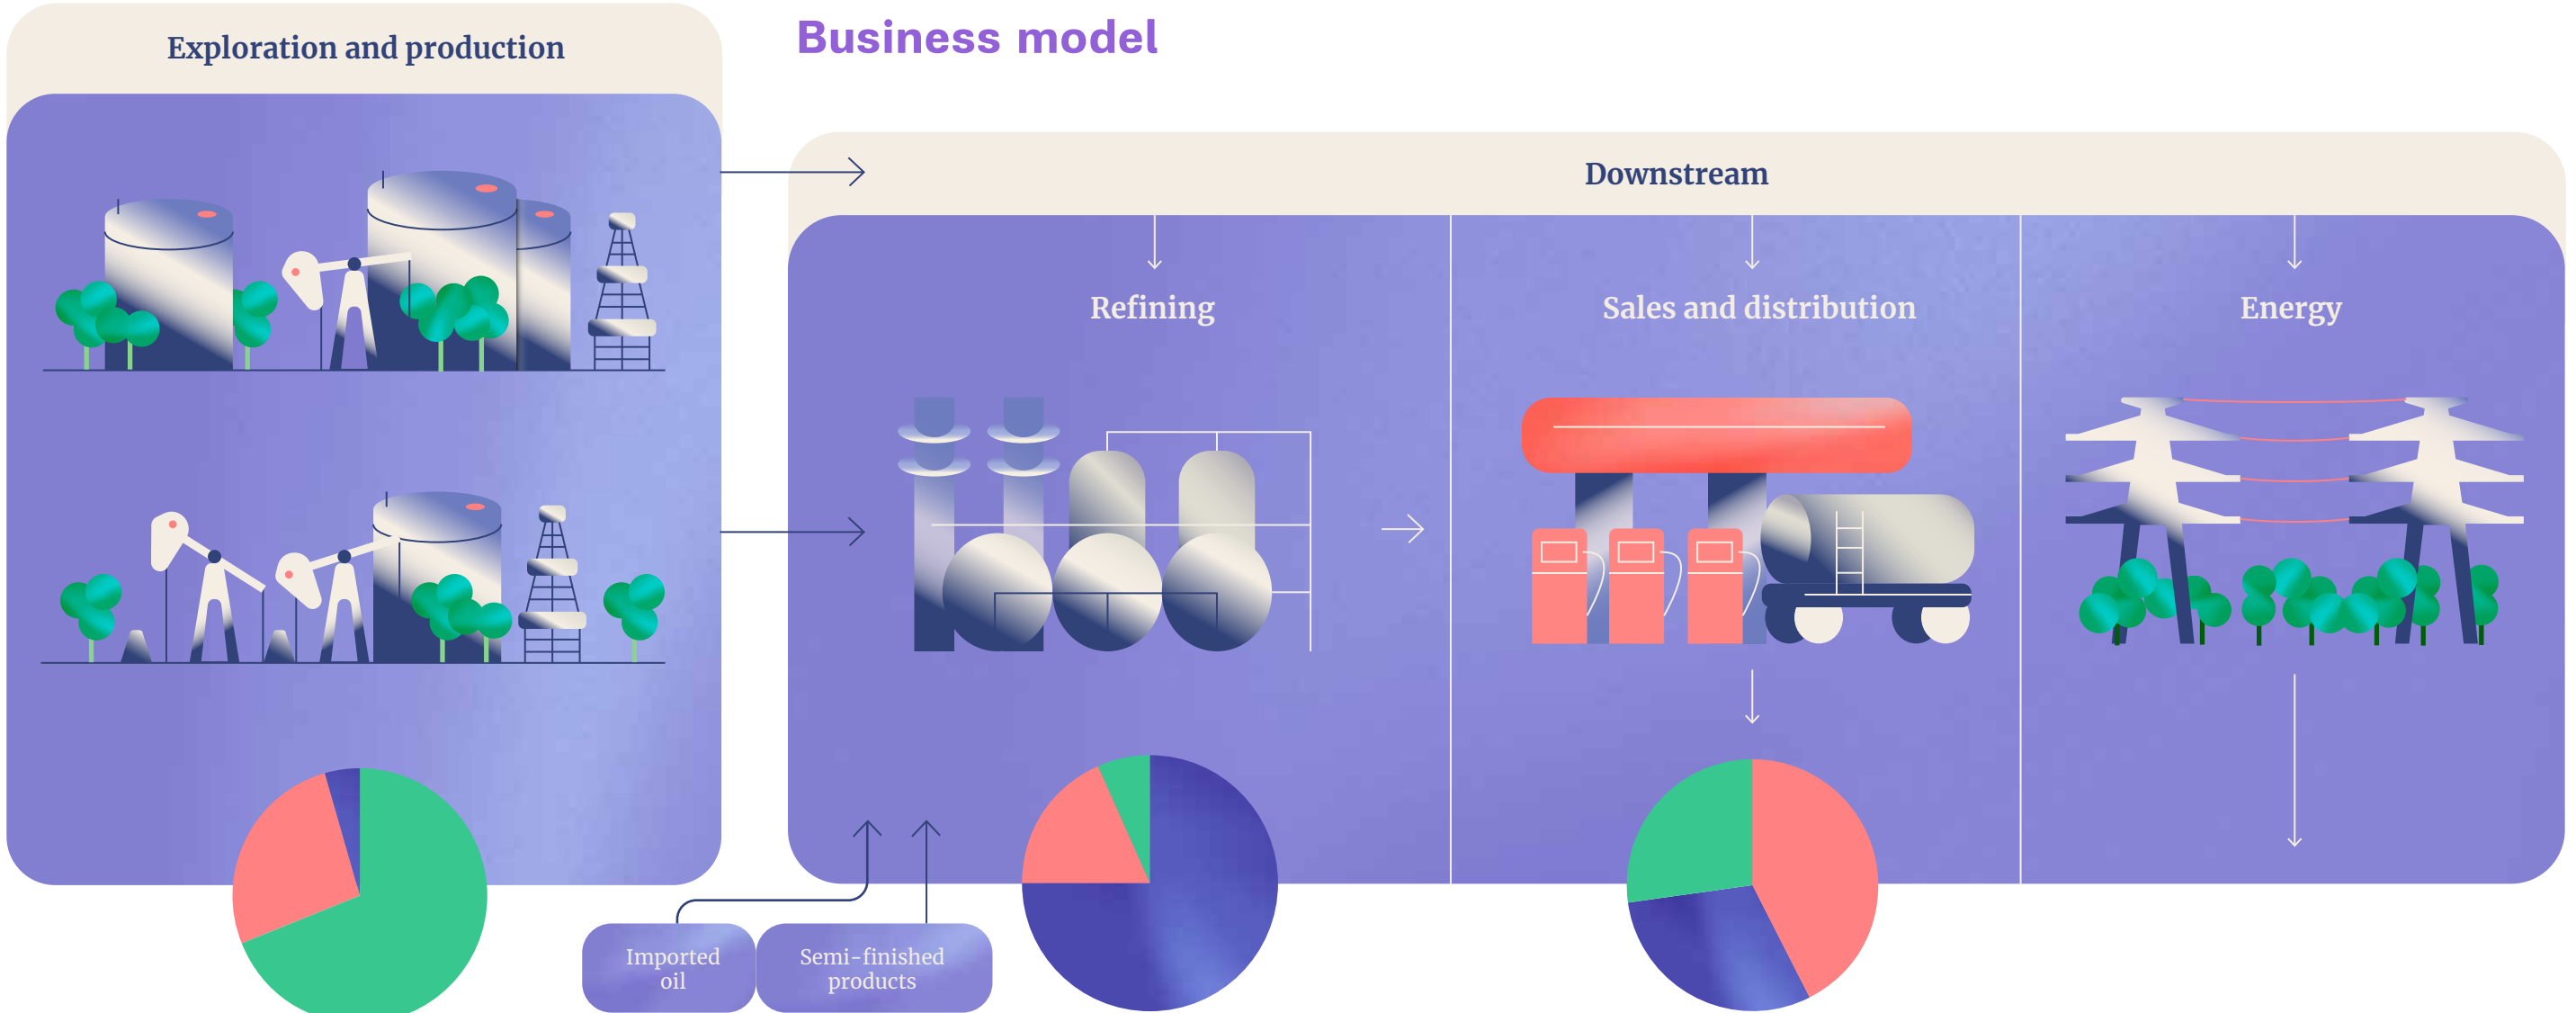 Business model
Exploration and production
Downstream
Refining
Sales and distribution
Energy
Imported
oil
Semi-finished
products